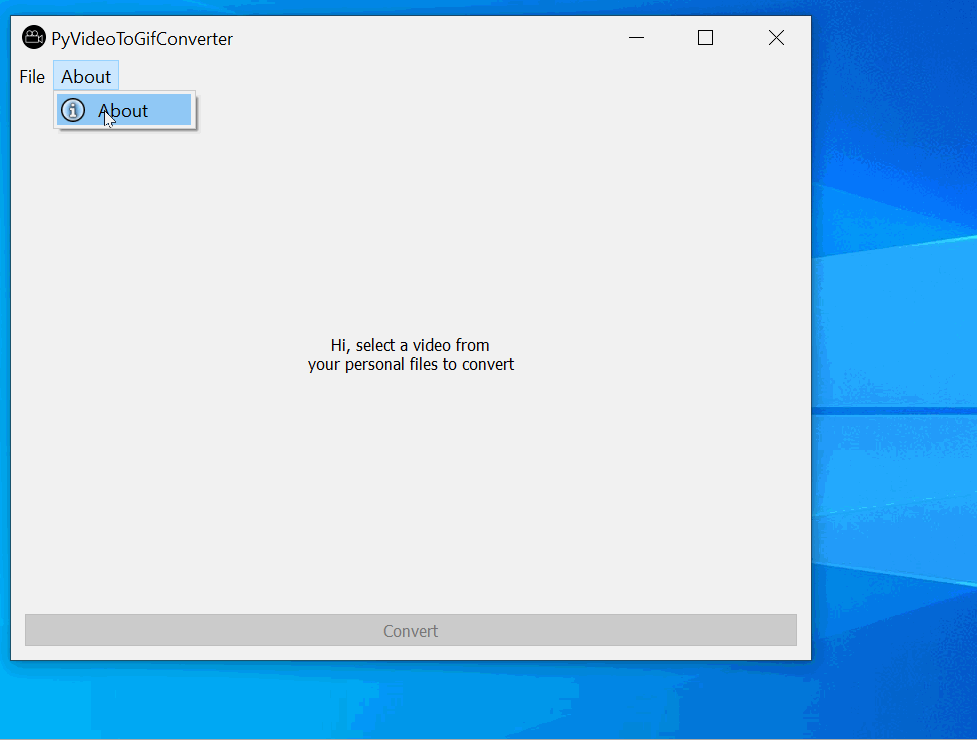 PyVideoToGifConverter
File About
About
Hi, select a video from
your personal files to convert
Convert